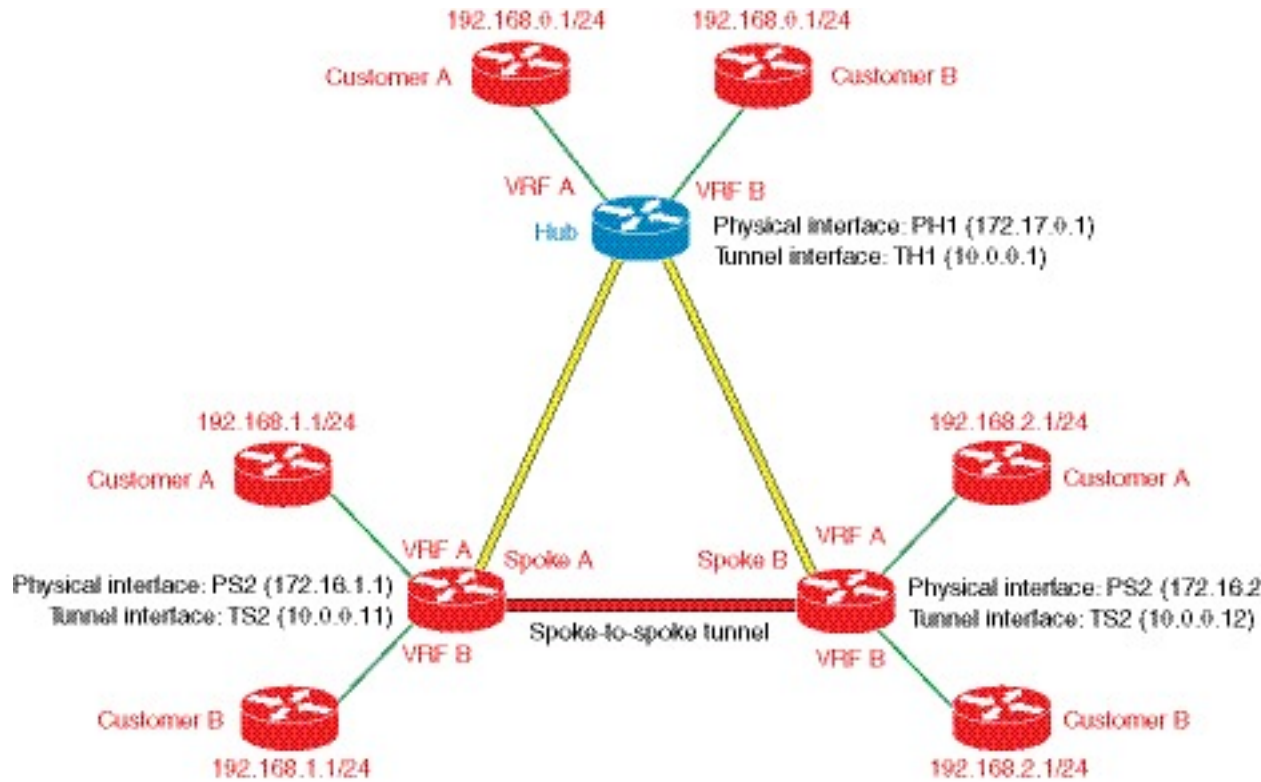 192.168.0.1/24
192.168.0.1/24
Customer A
Customer B
VRF A
VRF B
Hub
Physical interface: PH1 (172.17.0.1)
Tunnel interface: TH1 (10.0.0.1)
192.168.1.1/24
192.168.2.1/24
Customer A
Customer A
VRF A
Spoke A
Spoke B
VRF A
Physical interface: PS2 (172.16.1.1)
Tunnel interface: TS2 (10.0.0.11)
Physical interface: PS2 (172.16.2
Tunnel interface: TS2 (10.0.0.12)
Spoke-to-spoke tunnel
VRF B
VRF B
Customer B
Customer B
192.168.1.1/24
192.168.2.1/24